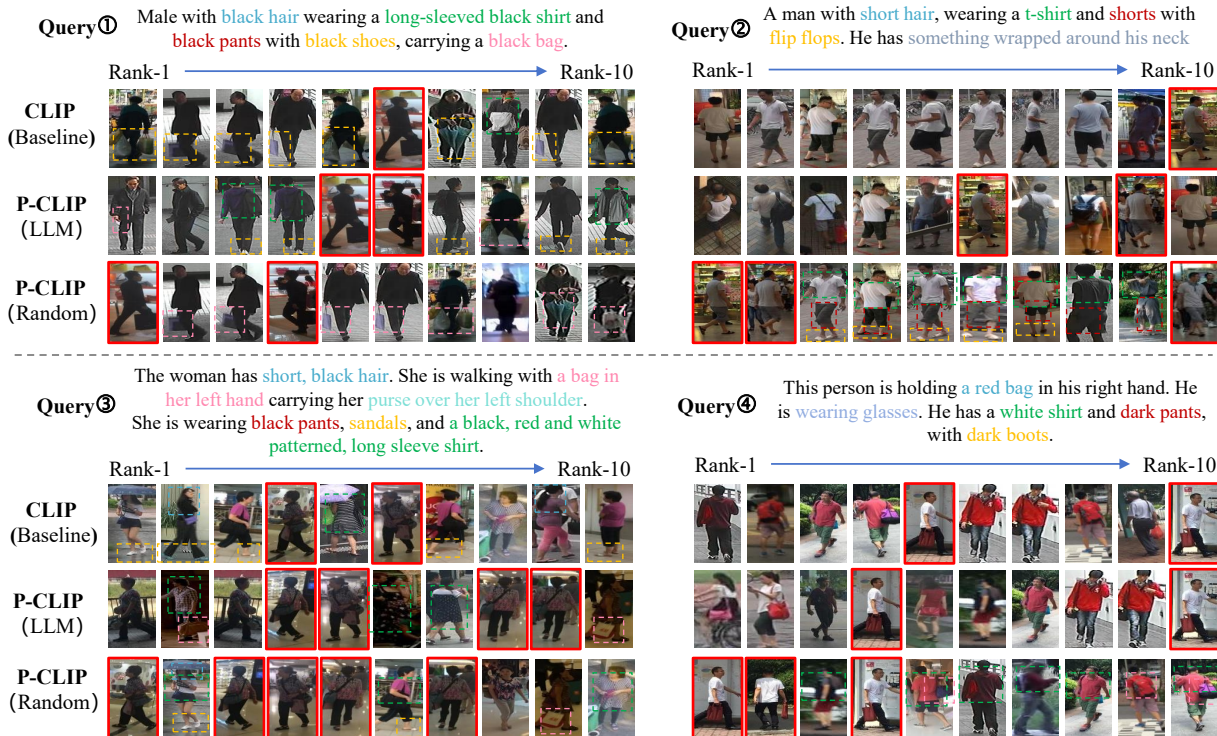 Query①
Male with black hair wearing a long-sleeved black shirt and
black pants with black shoes, carrying a black bag.
Rank-1
Rank-10
CLIP
(Baseline)
P-CLIP
(LLM)
P-CLIP
(Random)
Query②
A man with short hair, wearing a t-shirt and shorts with
flip flops. He has something wrapped around his neck
Rank-1
Rank-10
Query③
The woman has short, black hair. She is walking with a bag in
her left hand carrying her purse over her left shoulder.
She is wearing black pants, sandals, and a black, red and white
patterned, long sleeve shirt.
Rank-1
Rank-10
CLIP
(Baseline)
P-CLIP
(LLM)
P-CLIP
(Random)
Query④
This person is holding a red bag in his right hand. He
is wearing glasses. He has a white shirt and dark pants,
with dark boots.
Rank-1
Rank-10